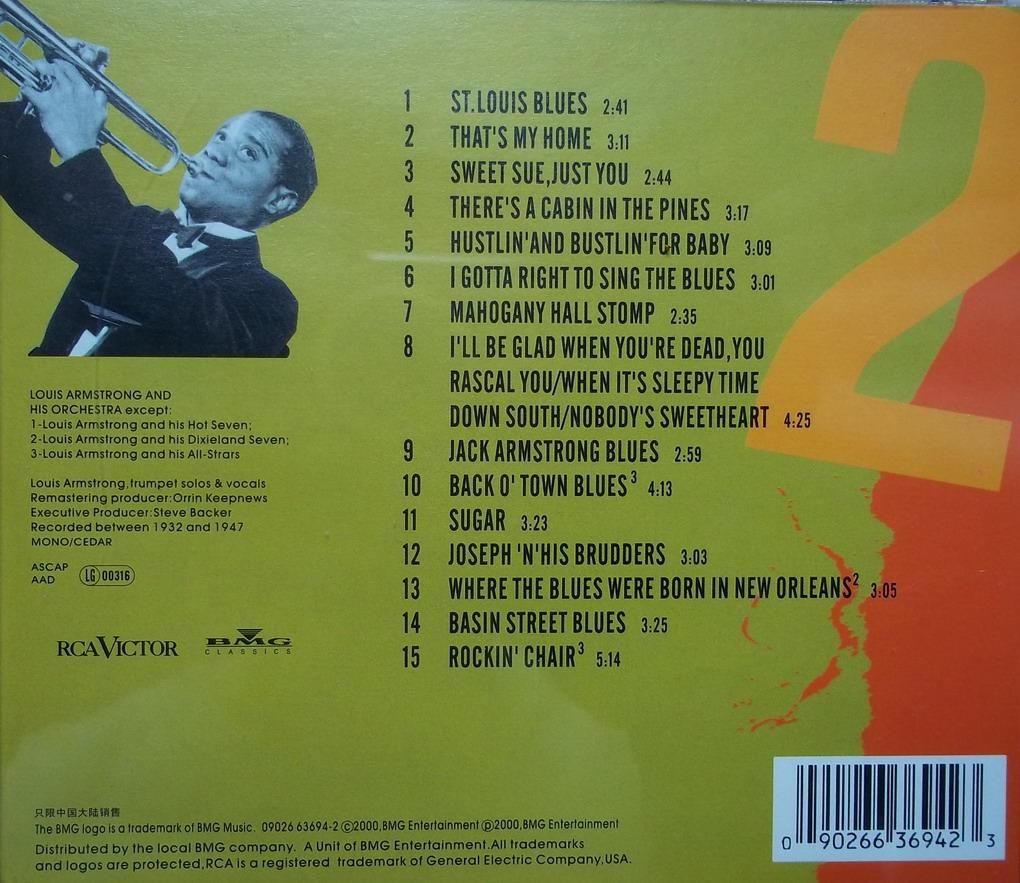 2
1 ST.LOUIS BLUES 2:41
2 THAT'S MY HOME 3:11
3 SWEET SUE,JUST YOU 2:44
4 THERE'S A CABIN IN THE PINES 3:17
5 HUSTLIN'AND BUSTLIN'FOR BABY 3:09
6 I GOTTA RIGHT TO SING THE BLUES 3:01
7 MAHOGANY HALL STOMP 2:35
8 I'LL BE GLAD WHEN YOU'RE DEAD,YOU
RASCAL YOU/WHEN IT'S SLEEPY TIME
DOWN SOUTH/NOBODY'S SWEETHEART 4:25
9 JACK ARMSTRONG BLUES 2:59
10 BACK O' TOWN BLUES³ 4:13
11 SUGAR 3:23
12 JOSEPH 'N'HIS BRUDDERS 3:03
13 WHERE THE BLUES WERE BORN IN NEW ORLEANS² 3:05
14 BASIN STREET BLUES 3:25
15 ROCKIN' CHAIR³ 5:14
LOUIS ARMSTRONG AND
HIS ORCHESTRA except:
1-Louis Armstrong and his Hot Seven;
2-Louis Armstrong and his Dixieland Seven;
3-Louis Armstrong and his All-Strars
Louis Armstrong,trumpet solos & vocals
Remastering producer:Orrin Keepnews
Executive Producer:Steve Backer
Recorded between 1932 and 1947
MONO/CEDAR
ASCAP
AAD
LG 00316
RCAVICTOR
BMG
CLASSICS
只限中国大陆销售
The BMG logo is a trademark of BMG Music. 09026 63694-2 ©2000,BMG Entertainment ℗2000,BMG Entertainment
Distributed by the local BMG company. A Unit of BMG Entertainment.All trademarks
and logos are protected,RCA is a registered trademark of General Electric Company,USA.
0 90266 36942 3